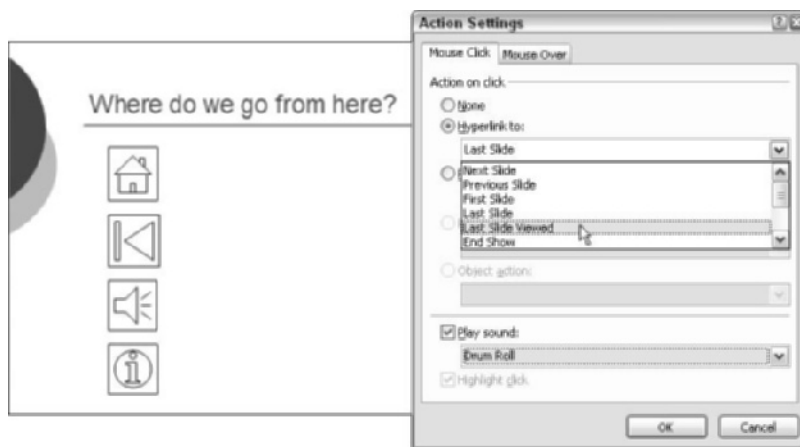 Action Settings
Mouse Click Mouse Over
Action on click
None
Hyperlink to:
Last Slide
Next Slide
Previous Slide
First Slide
Last Slide
Last Slide Viewed
End Show
Object action:
Play sound:
Drum Roll
Highlight click
OK Cancel
Where do we go from here?